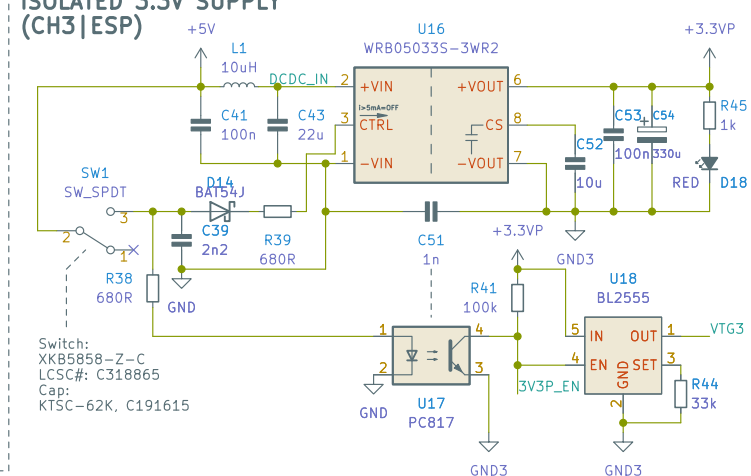 ISOLATED 3.3V SUPPLY
(CH3|ESP)
+5V
U16
WRB05033S-3WR2
+3.3VP
L1
10uH
DCDC_IN
2
+VIN
+VOUT
6
I>5mA=OFF
3
CTRL
CS
8
1
-VIN
-VOUT
7
C41
100n
C43
22u
C52
10u
C53
100n
C54
330u
+
R45
1k
RED
D18
SW1
SW_SPDT
3
2
1
D14
BAT54J
C39
2n2
R39
680R
C51
1n
GND3
+3.3VP
R38
680R
GND
R41
100k
U18
BL2555
5
IN
OUT
1
VTG3
4
EN
SET
3
GND
2
3V3P_EN
R44
33k
GND3
1
4
2
3
U17
PC817
GND
GND3
Switch:
XKB5858-Z-C
LCSC#: C318865
Cap:
KTSC-62K, C191615